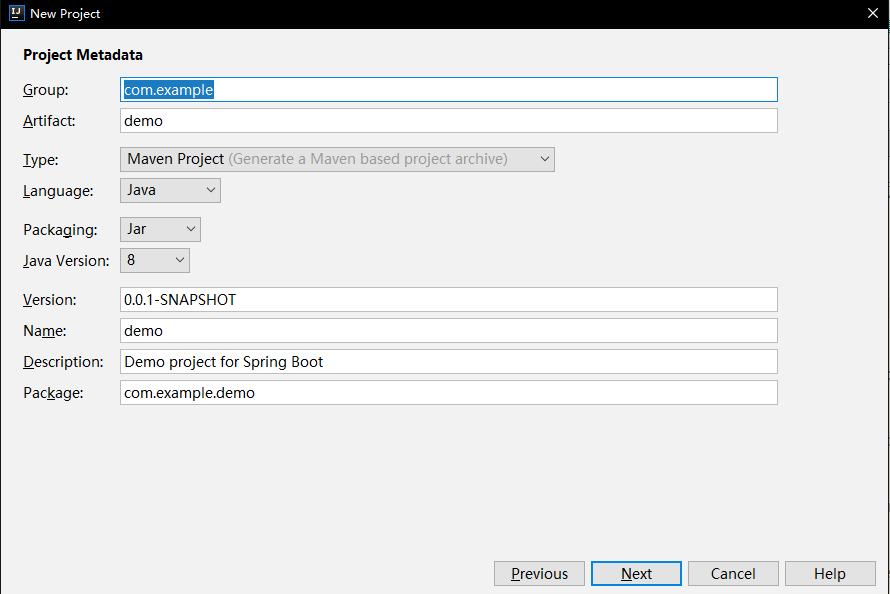 IJ New Project
Project Metadata
Group: com.example
Artifact: demo
Type: Maven Project (Generate a Maven based project archive)
Language: Java
Packaging: Jar
Java Version: 8
Version: 0.0.1-SNAPSHOT
Name: demo
Description: Demo project for Spring Boot
Package: com.example.demo
Previous Next Cancel Help